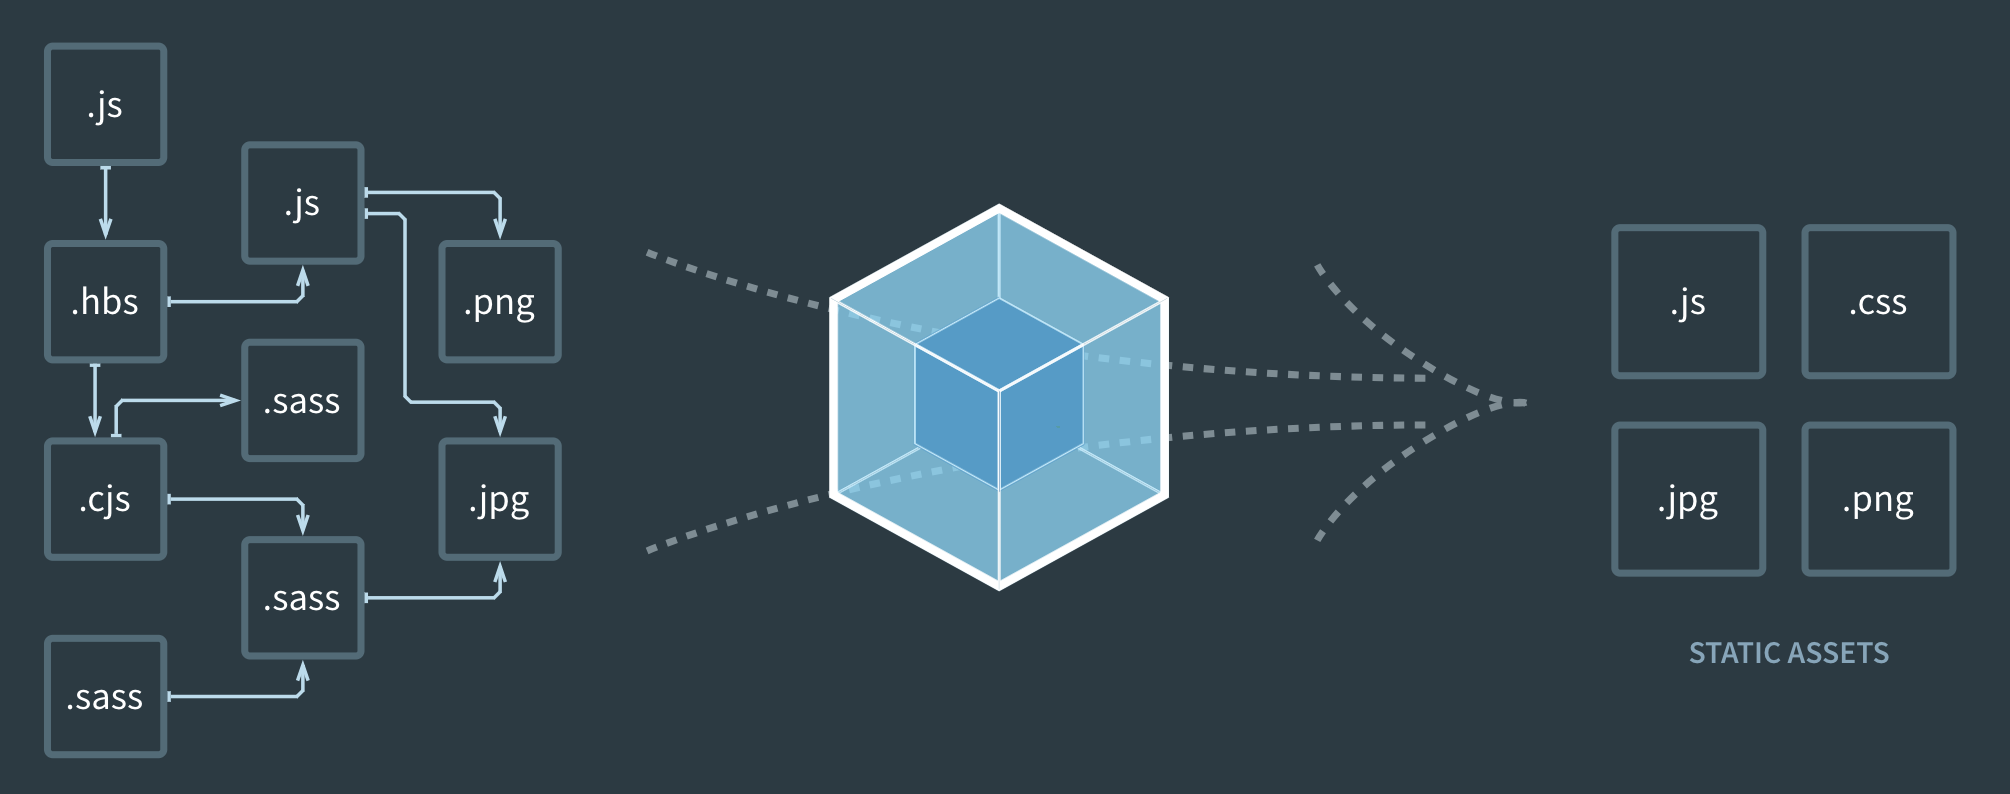 .js
.js
.hbs
.png
.sass
.cjs
.jpg
.sass
.sass
.js
.css
.jpg
.png
STATIC ASSETS